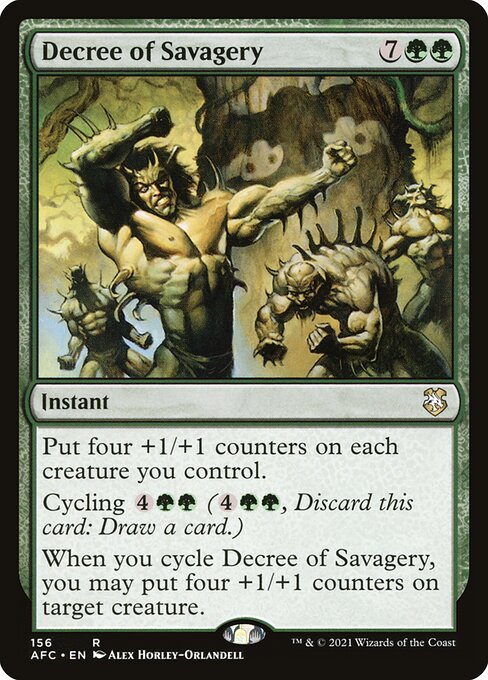 Decree of Savagery 7
Instant
Put four +1/+1 counters on each
creature you control.
Cycling 4 (4, Discard this
card: Draw a card.)
When you cycle Decree of Savagery,
you may put four +1/+1 counters on
target creature.
156 R
AFC • EN Alex Horley-Orlandell
™ & © 2021 Wizards of the Coast